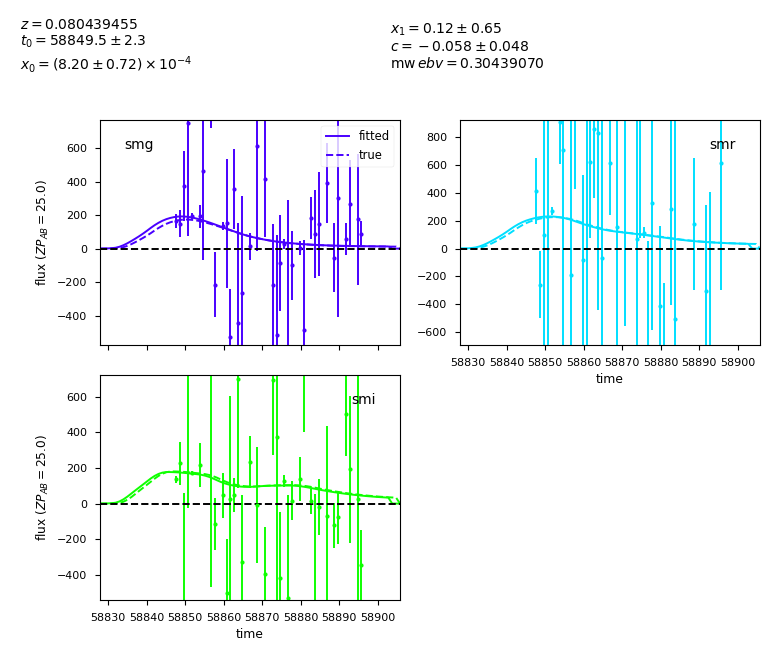 z = 0.080439455
t₀ = 58849.5 ± 2.3
x₀ = (8.20 ± 0.72) × 10⁻⁴
x₁ = 0.12 ± 0.65
c = −0.058 ± 0.048
mw ebv = 0.30439070
smg
fitted
true
600
400
200
0
−200
−400
flux (ZP_AB = 25.0)
smr
800
600
400
200
0
−200
−400
−600
58830 58840 58850 58860 58870 58880 58890 58900
time
smi
600
400
200
0
−200
−400
flux (ZP_AB = 25.0)
58830 58840 58850 58860 58870 58880 58890 58900
time